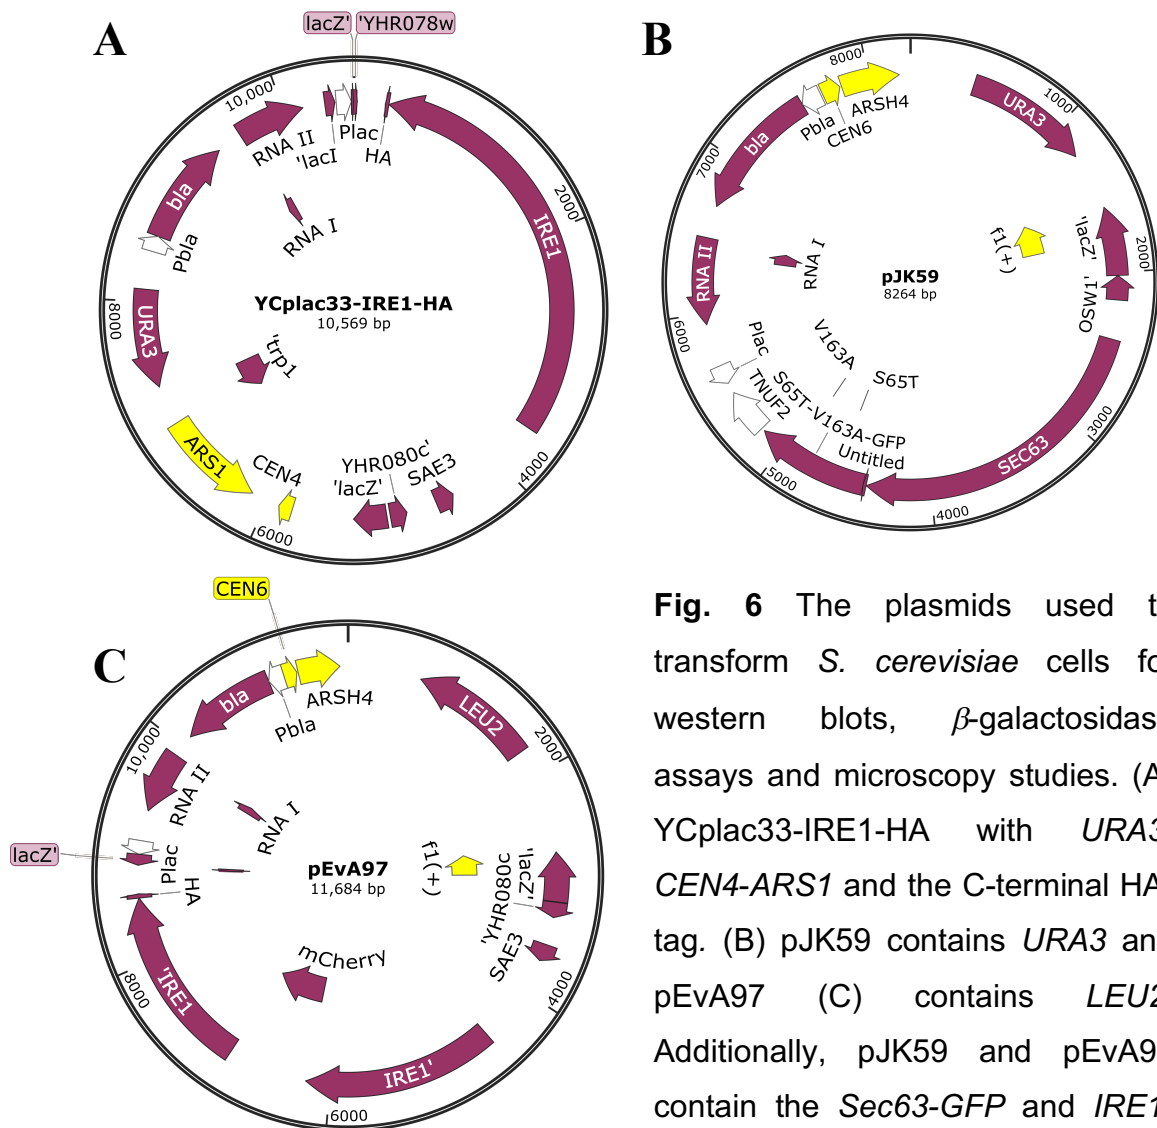 A
lacZ'
'YHR078w
10,000
RNA II
'lacI
Plac
HA
bla
Pbla
RNA I
IRE1
2000
YCplac33-IRE1-HA
10,569 bp
8000
URA3
'trp1
ARS1
CEN4
6000
YHR080c'
'lacZ'
SAE3
4000
B
8000
ARSH4
CEN6
Pbla
bla
7000
URA3
1000
RNA II
RNA I
pJK59
8264 bp
f1(+)
'lacZ'
2000
OSW1'
6000
Plac
TNUF2
V163A
S65T
S65T-V163A-GFP
Untitled
5000
SEC63
3000
4000
C
CEN6
ARSH4
Pbla
bla
10,000
LEU2
2000
RNA II
RNA I
lacZ'
Plac
HA
pEvA97
11,684 bp
f1(+)
'lacZ'
'YHR080c
SAE3
4000
mCherry
'IRE1
8000
IRE1'
6000
Fig. 6 The plasmids used t
transform S. cerevisiae cells fo
western blots, β-galactosidas
assays and microscopy studies. (A
YCplac33-IRE1-HA with URA3
CEN4-ARS1 and the C-terminal HA
tag. (B) pJK59 contains URA3 an
pEvA97 (C) contains LEU2
Additionally, pJK59 and pEvA9
contain the Sec63-GFP and IRE1